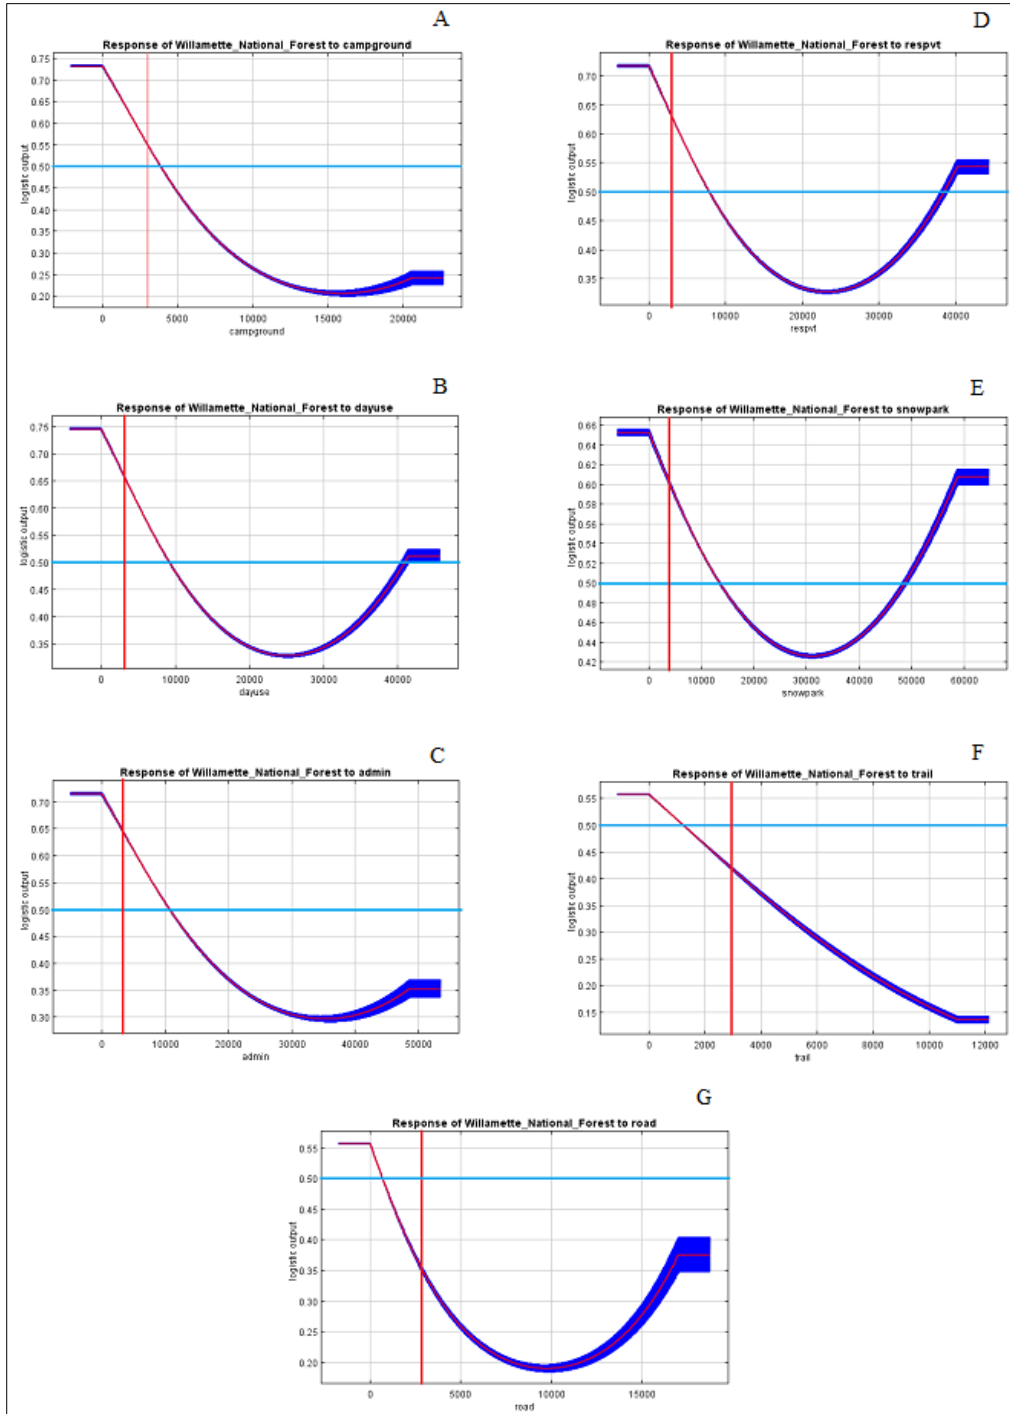 A
Response of Willamette_National_Forest to campground
0.75
0.70
0.65
0.60
0.55
0.50
0.45
0.40
0.35
0.30
0.25
0.20
logistic output
0 5000 10000 15000 20000
campground
D
Response of Willamette_National_Forest to respvt
0.70
0.65
0.60
0.55
0.50
0.45
0.40
0.35
logistic output
0 10000 20000 30000 40000
respvt
B
Response of Willamette_National_Forest to dayuse
0.75
0.70
0.65
0.60
0.55
0.50
0.45
0.40
0.35
logistic output
0 10000 20000 30000 40000
dayuse
E
Response of Willamette_National_Forest to snowpark
0.66
0.64
0.62
0.60
0.58
0.56
0.54
0.52
0.50
0.48
0.46
0.44
0.42
logistic output
0 10000 20000 30000 40000 50000 60000
snowpark
C
Response of Willamette_National_Forest to admin
0.70
0.65
0.60
0.55
0.50
0.45
0.40
0.35
0.30
logistic output
0 10000 20000 30000 40000 50000
admin
F
Response of Willamette_National_Forest to trail
0.55
0.50
0.45
0.40
0.35
0.30
0.25
0.20
0.15
logistic output
0 2000 4000 6000 8000 10000 12000
trail
G
Response of Willamette_National_Forest to road
0.55
0.50
0.45
0.40
0.35
0.30
0.25
0.20
logistic output
0 5000 10000 15000
road